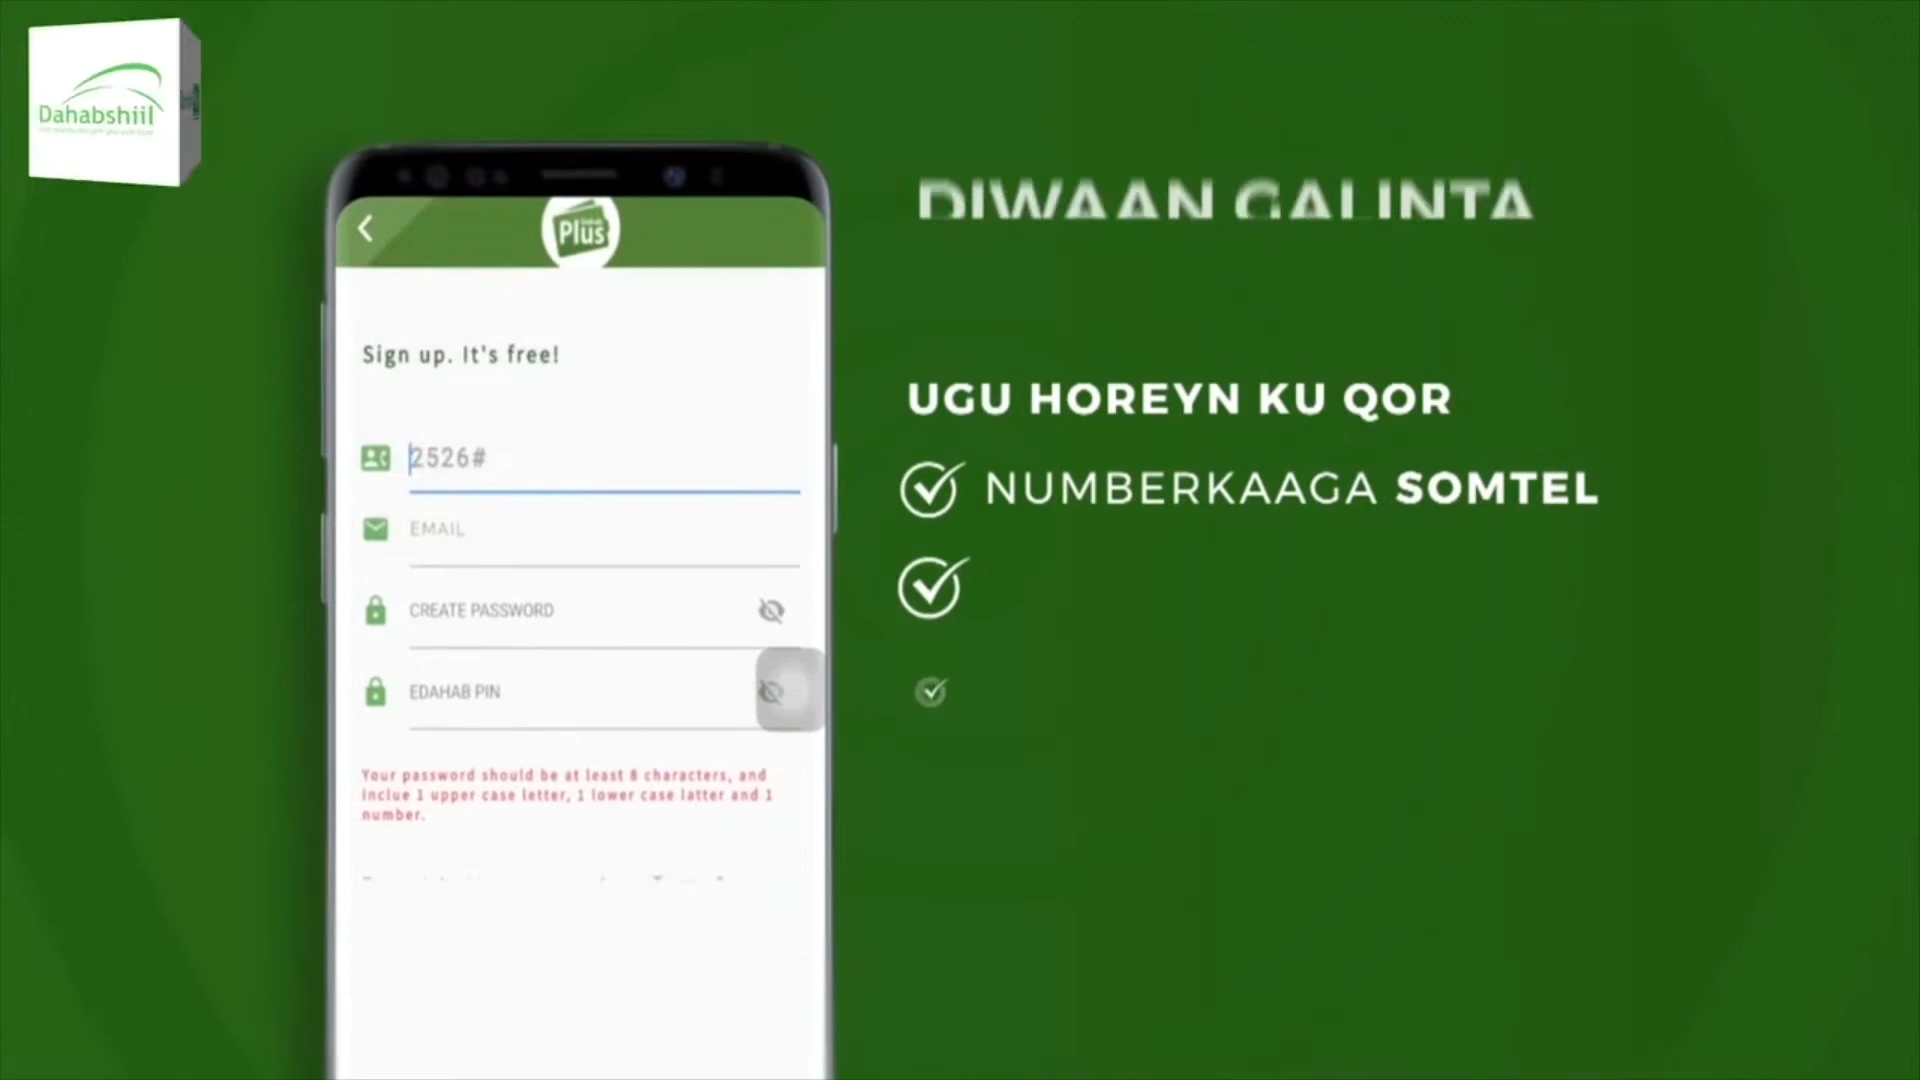 Dahabshiil
DIWAAN GALINTA
Plus
Sign up. It's free!
UGU HOREYN KU QOR
2526#
NUMBERKAAGA SOMTEL
EMAIL
CREATE PASSWORD
EDAHAB PIN
Your password should be at least 8 characters, and
inclue 1 upper case letter, 1 lower case latter and 1
number.